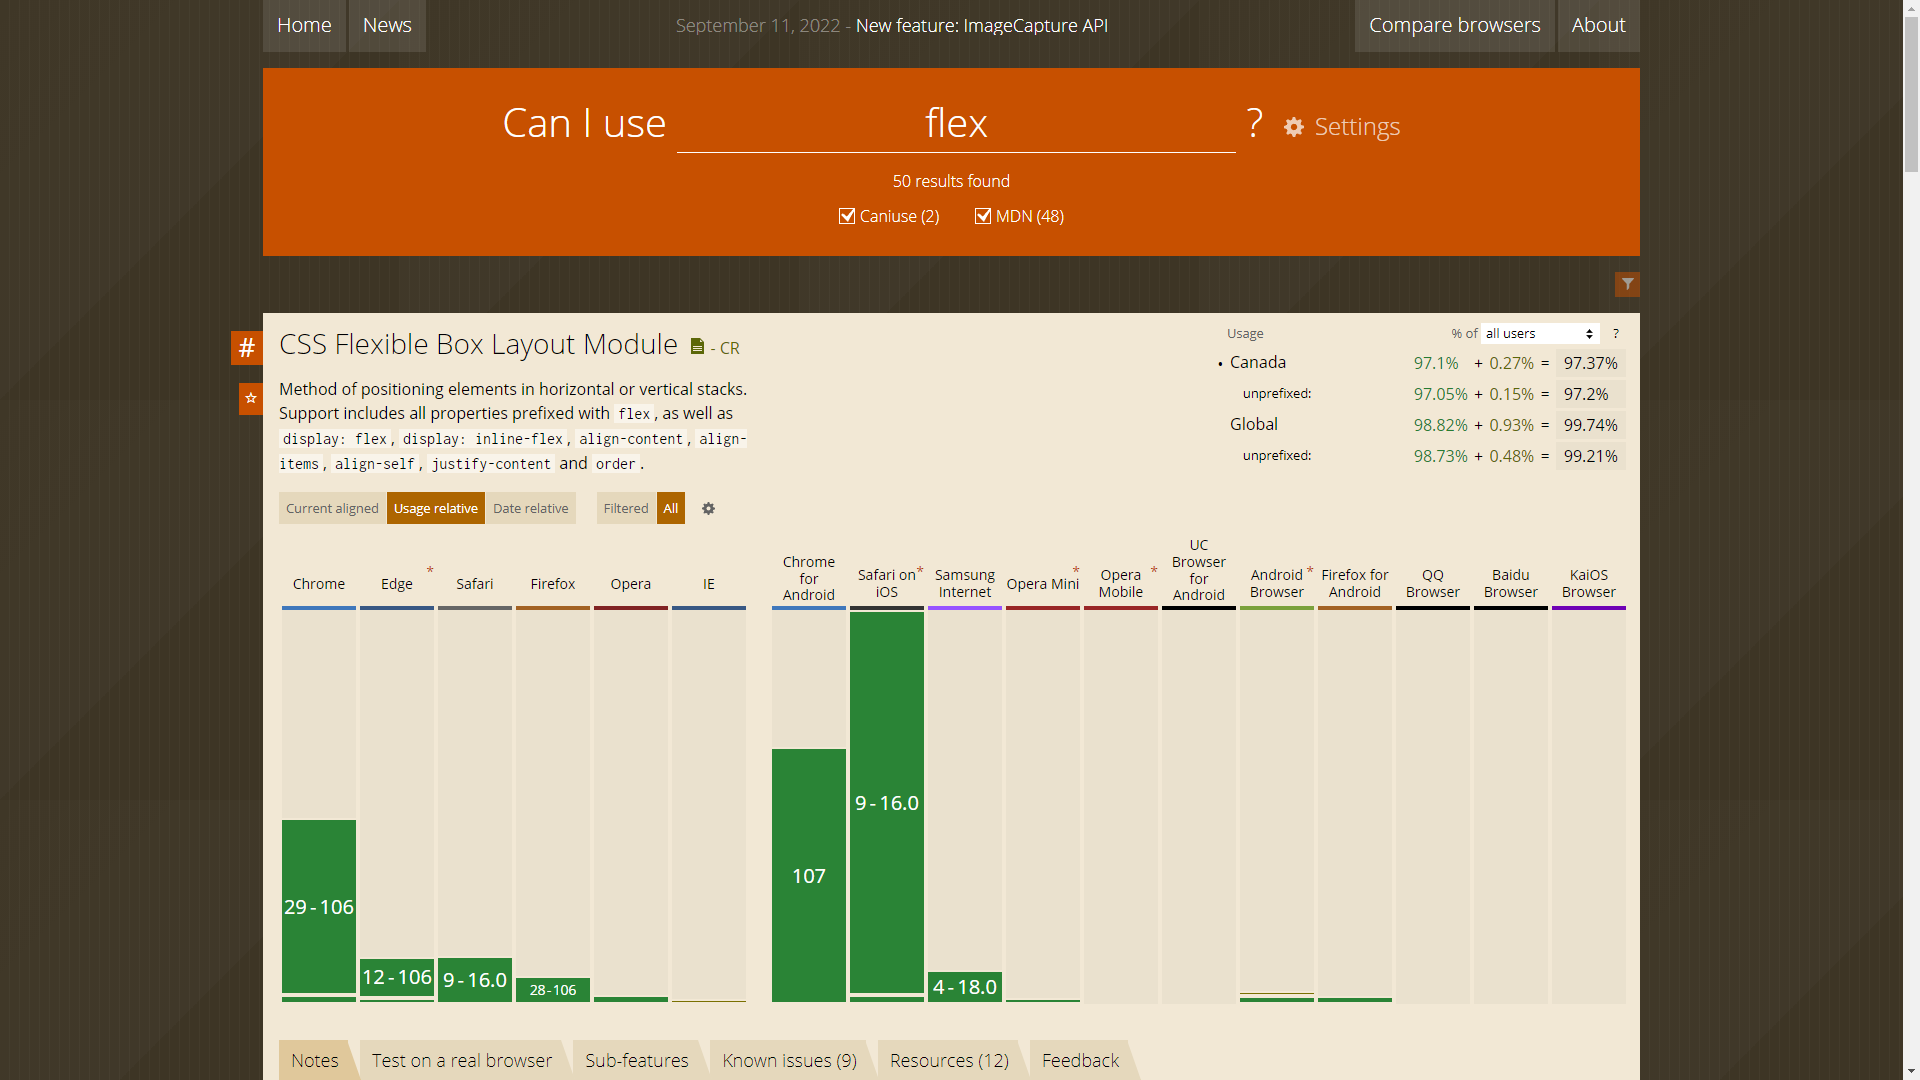 Home News September 11, 2022 - New feature: ImageCapture API Compare browsers About
Can I use flex ? Settings
50 results found
Caniuse (2) MDN (48)
#
CSS Flexible Box Layout Module - CR
Method of positioning elements in horizontal or vertical stacks.
Support includes all properties prefixed with flex, as well as
display: flex, display: inline-flex, align-content, align-
items, align-self, justify-content and order.
Usage % of all users ?
• Canada 97.1% + 0.27% = 97.37%
unprefixed: 97.05% + 0.15% = 97.2%
Global 98.82% + 0.93% = 99.74%
unprefixed: 98.73% + 0.48% = 99.21%
Current aligned Usage relative Date relative Filtered All
Chrome
Edge *
Safari
Firefox
Opera
IE
Chrome
for
Android
Safari on *
iOS
Samsung
Internet
Opera Mini *
Opera *
Mobile
UC
Browser
for
Android
Android *
Browser
Firefox for
Android
QQ
Browser
Baidu
Browser
KaiOS
Browser
29-106
12-106
9-16.0
28-106
107
9-16.0
4-18.0
Notes Test on a real browser Sub-features Known issues (9) Resources (12) Feedback